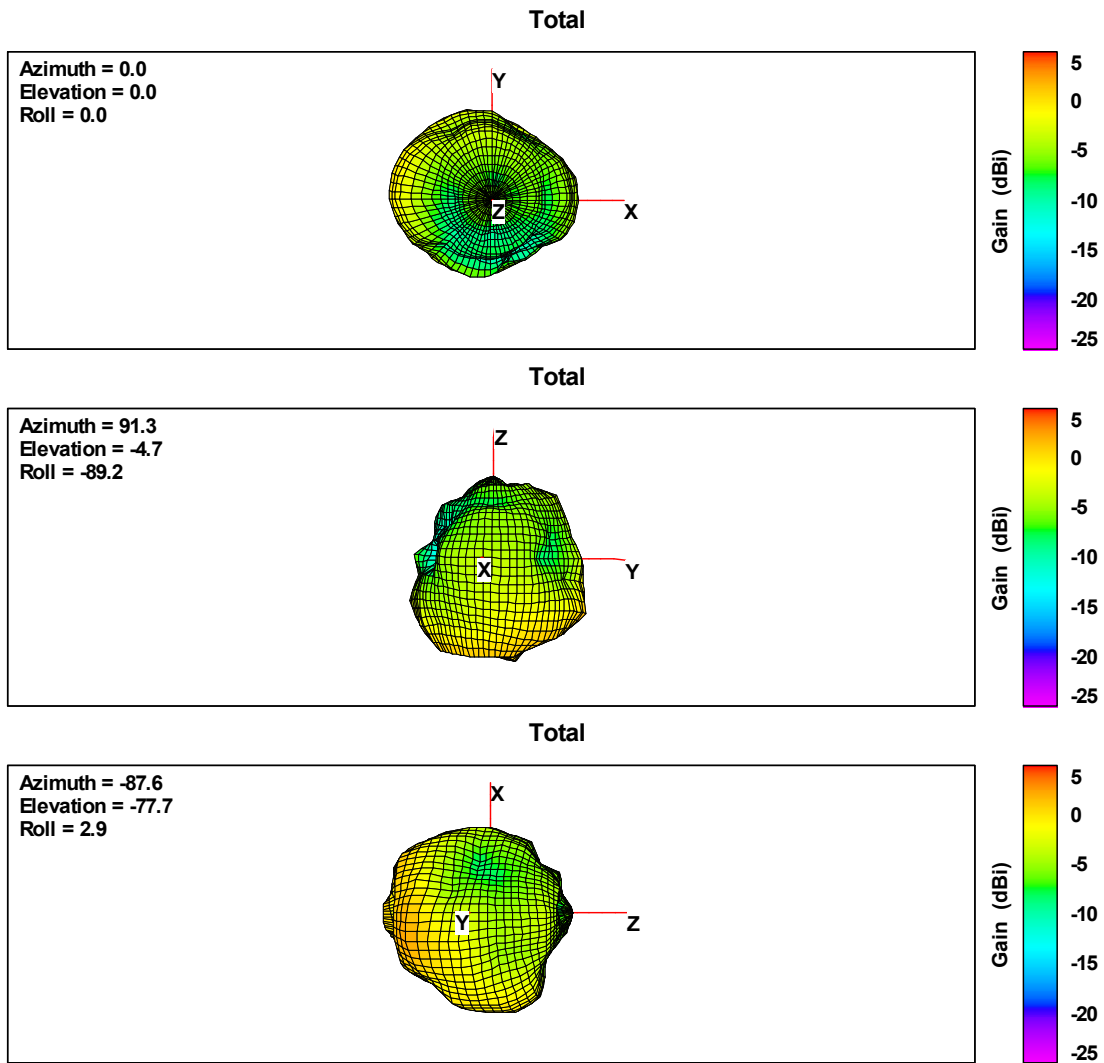 Total
Azimuth = 0.0
Elevation = 0.0
Roll = 0.0
Y
Z
X
5
0
-5
-10
-15
-20
-25
Gain (dBi)
Total
Azimuth = 91.3
Elevation = -4.7
Roll = -89.2
Z
X
Y
5
0
-5
-10
-15
-20
-25
Gain (dBi)
Total
Azimuth = -87.6
Elevation = -77.7
Roll = 2.9
X
Y
Z
5
0
-5
-10
-15
-20
-25
Gain (dBi)